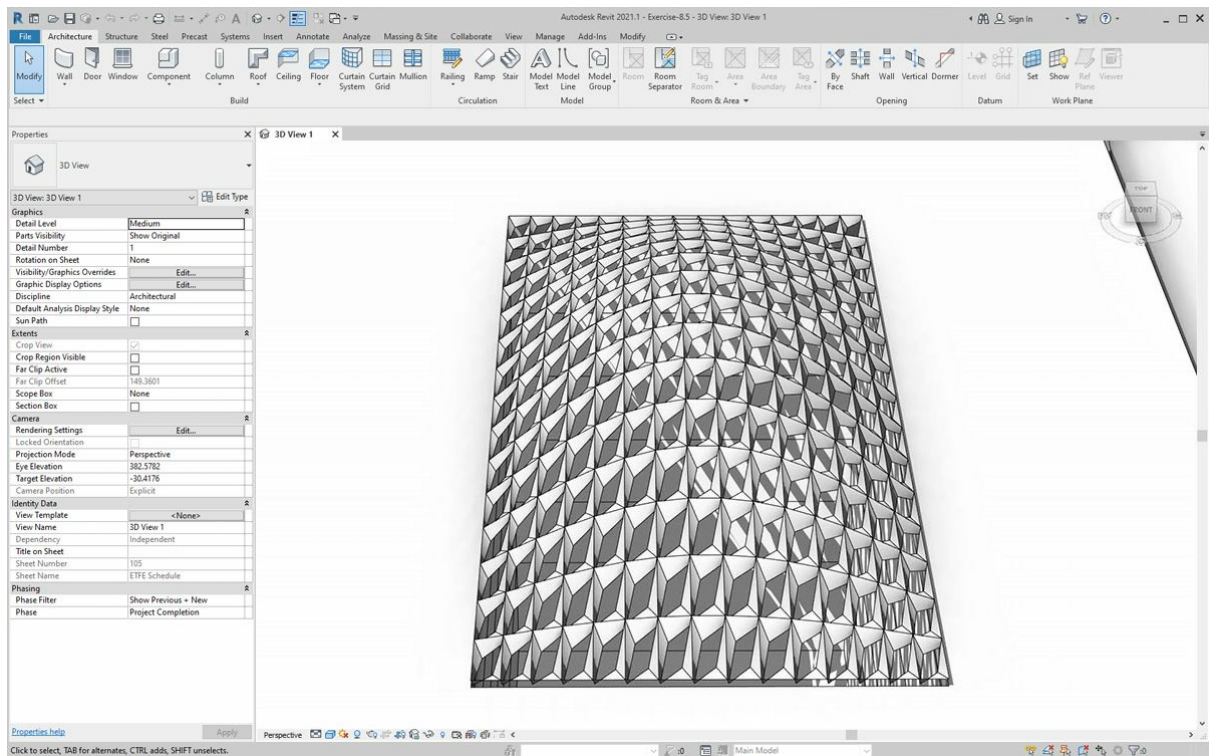 Autodesk Revit 2021.1 - Exercise-8.5 - 3D View: 3D View 1
Sign In
File Architecture Structure Steel Precast Systems Insert Annotate Analyze Massing & Site Collaborate View Manage Add-Ins Modify
Modify Wall Door Window Component Column Roof Ceiling Floor Curtain System Curtain Grid Mullion Railing Ramp Stair Model Text Model Line Model Group Room Room Separator Tag Room Area Area Boundary Tag Area By Face Shaft Wall Vertical Dormer Level Grid Set Show Ref Plane Viewer
Select Build Circulation Model Room & Area Opening Datum Work Plane
Properties
3D View 1
3D View
3D View: 3D View 1 Edit Type
Graphics
Detail Level Medium
Parts Visibility Show Original
Detail Number 1
Rotation on Sheet None
Visibility/Graphics Overrides Edit...
Graphic Display Options Edit...
Discipline Architectural
Default Analysis Display Style None
Sun Path
Extents
Crop View
Crop Region Visible
Far Clip Active
Far Clip Offset 149.3601
Scope Box None
Section Box
Camera
Rendering Settings Edit...
Locked Orientation
Projection Mode Perspective
Eye Elevation 382.5782
Target Elevation -30.4176
Camera Position Explicit
Identity Data
View Template <None>
View Name 3D View 1
Dependency Independent
Title on Sheet
Sheet Number 105
Sheet Name ETFE Schedule
Phasing
Phase Filter Show Previous + New
Phase Project Completion
TOP
FRONT
Properties help Apply
Perspective
Click to select, TAB for alternates, CTRL adds, SHIFT unselects.
:0 Main Model :0